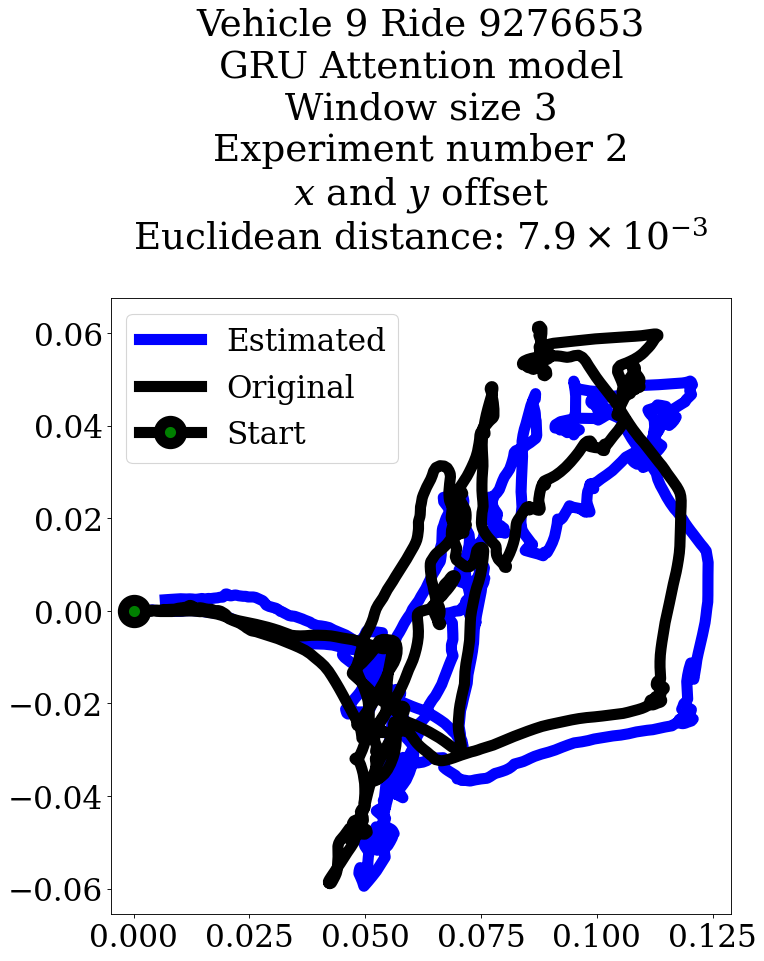 Vehicle 9 Ride 9276653
GRU Attention model
Window size 3
Experiment number 2
x and y offset
Euclidean distance: 7.9 × 10⁻³
Estimated
Original
Start
0.06
0.04
0.02
0.00
−0.02
−0.04
−0.06
0.000 0.025 0.050 0.075 0.100 0.125